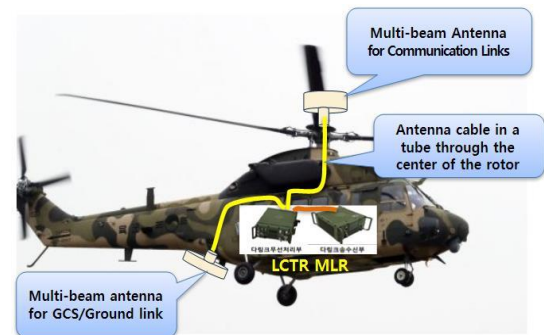 Multi-beam Antenna
for Communication Links
Antenna cable in a
tube through the
center of the rotor
다링크무선처리부
다링크송수신부
LCTR MLR
Multi-beam antenna
for GCS/Ground link